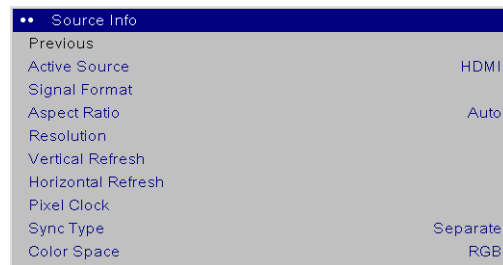 •• Source Info
Previous
Active Source HDMI
Signal Format
Aspect Ratio Auto
Resolution
Vertical Refresh
Horizontal Refresh
Pixel Clock
Sync Type Separate
Color Space RGB